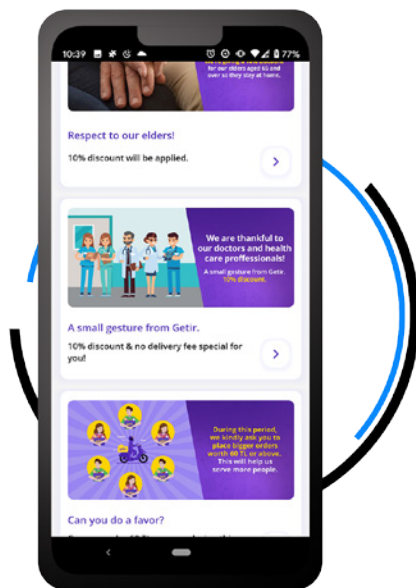 10:39
77%
for our elders aged 65 and
over so they stay at home.
Respect to our elders!
10% discount will be applied.
We are thankful to
our doctors and health
care proffesionals!
A small gesture from Getir.
10% discount.
A small gesture from Getir.
10% discount & no delivery fee special for
you!
During this period,
we kindly ask you to
place bigger orders
worth 60 TL or above.
This will help us
serve more people.
Can you do a favor?